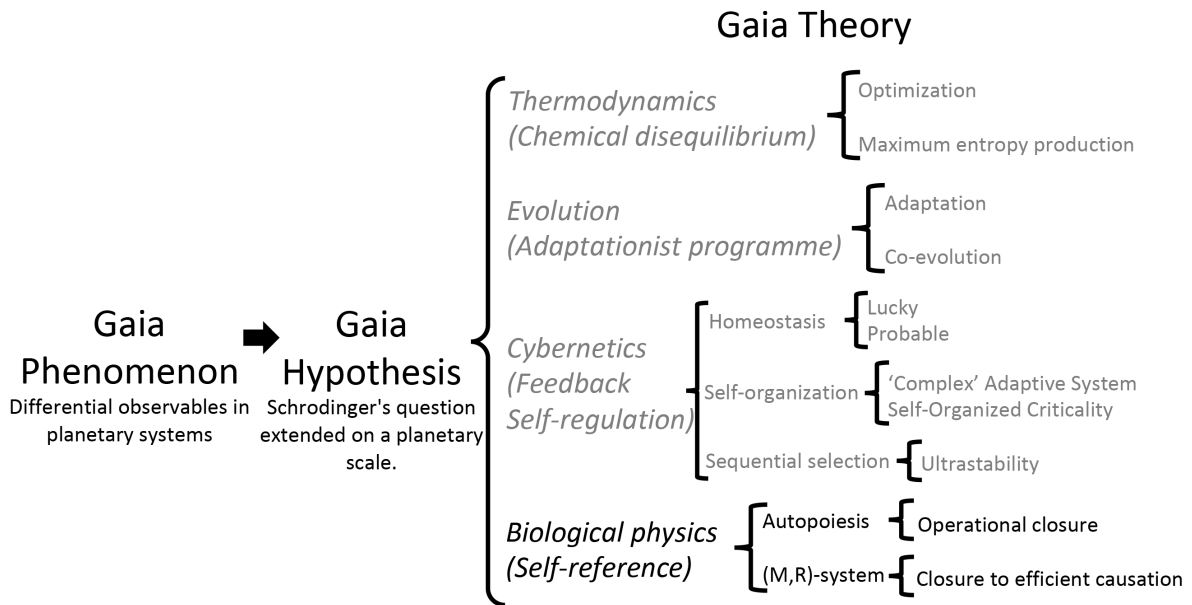 Gaia Theory
Gaia
Phenomenon
Differential observables in
planetary systems
Gaia
Hypothesis
Schrodinger's question
extended on a planetary
scale.
Thermodynamics
(Chemical disequilibrium)
Optimization
Maximum entropy production
Evolution
(Adaptationist programme)
Adaptation
Co-evolution
Cybernetics
(Feedback
Self-regulation)
Homeostasis
Lucky
Probable
Self-organization
‘Complex’ Adaptive System
Self-Organized Criticality
Sequential selection
Ultrastability
Biological physics
(Self-reference)
Autopoiesis
Operational closure
(M,R)-system
Closure to efficient causation